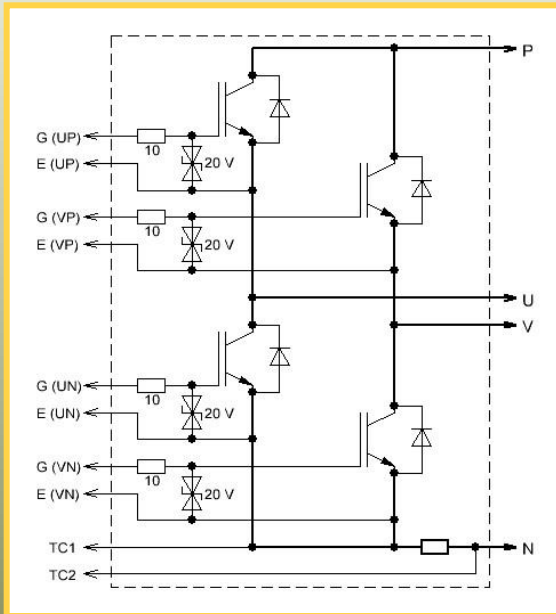 P
G (UP)
10
E (UP)
20 V
G (VP)
10
E (VP)
20 V
U
V
G (UN)
10
E (UN)
20 V
G (VN)
10
E (VN)
20 V
TC1
N
TC2